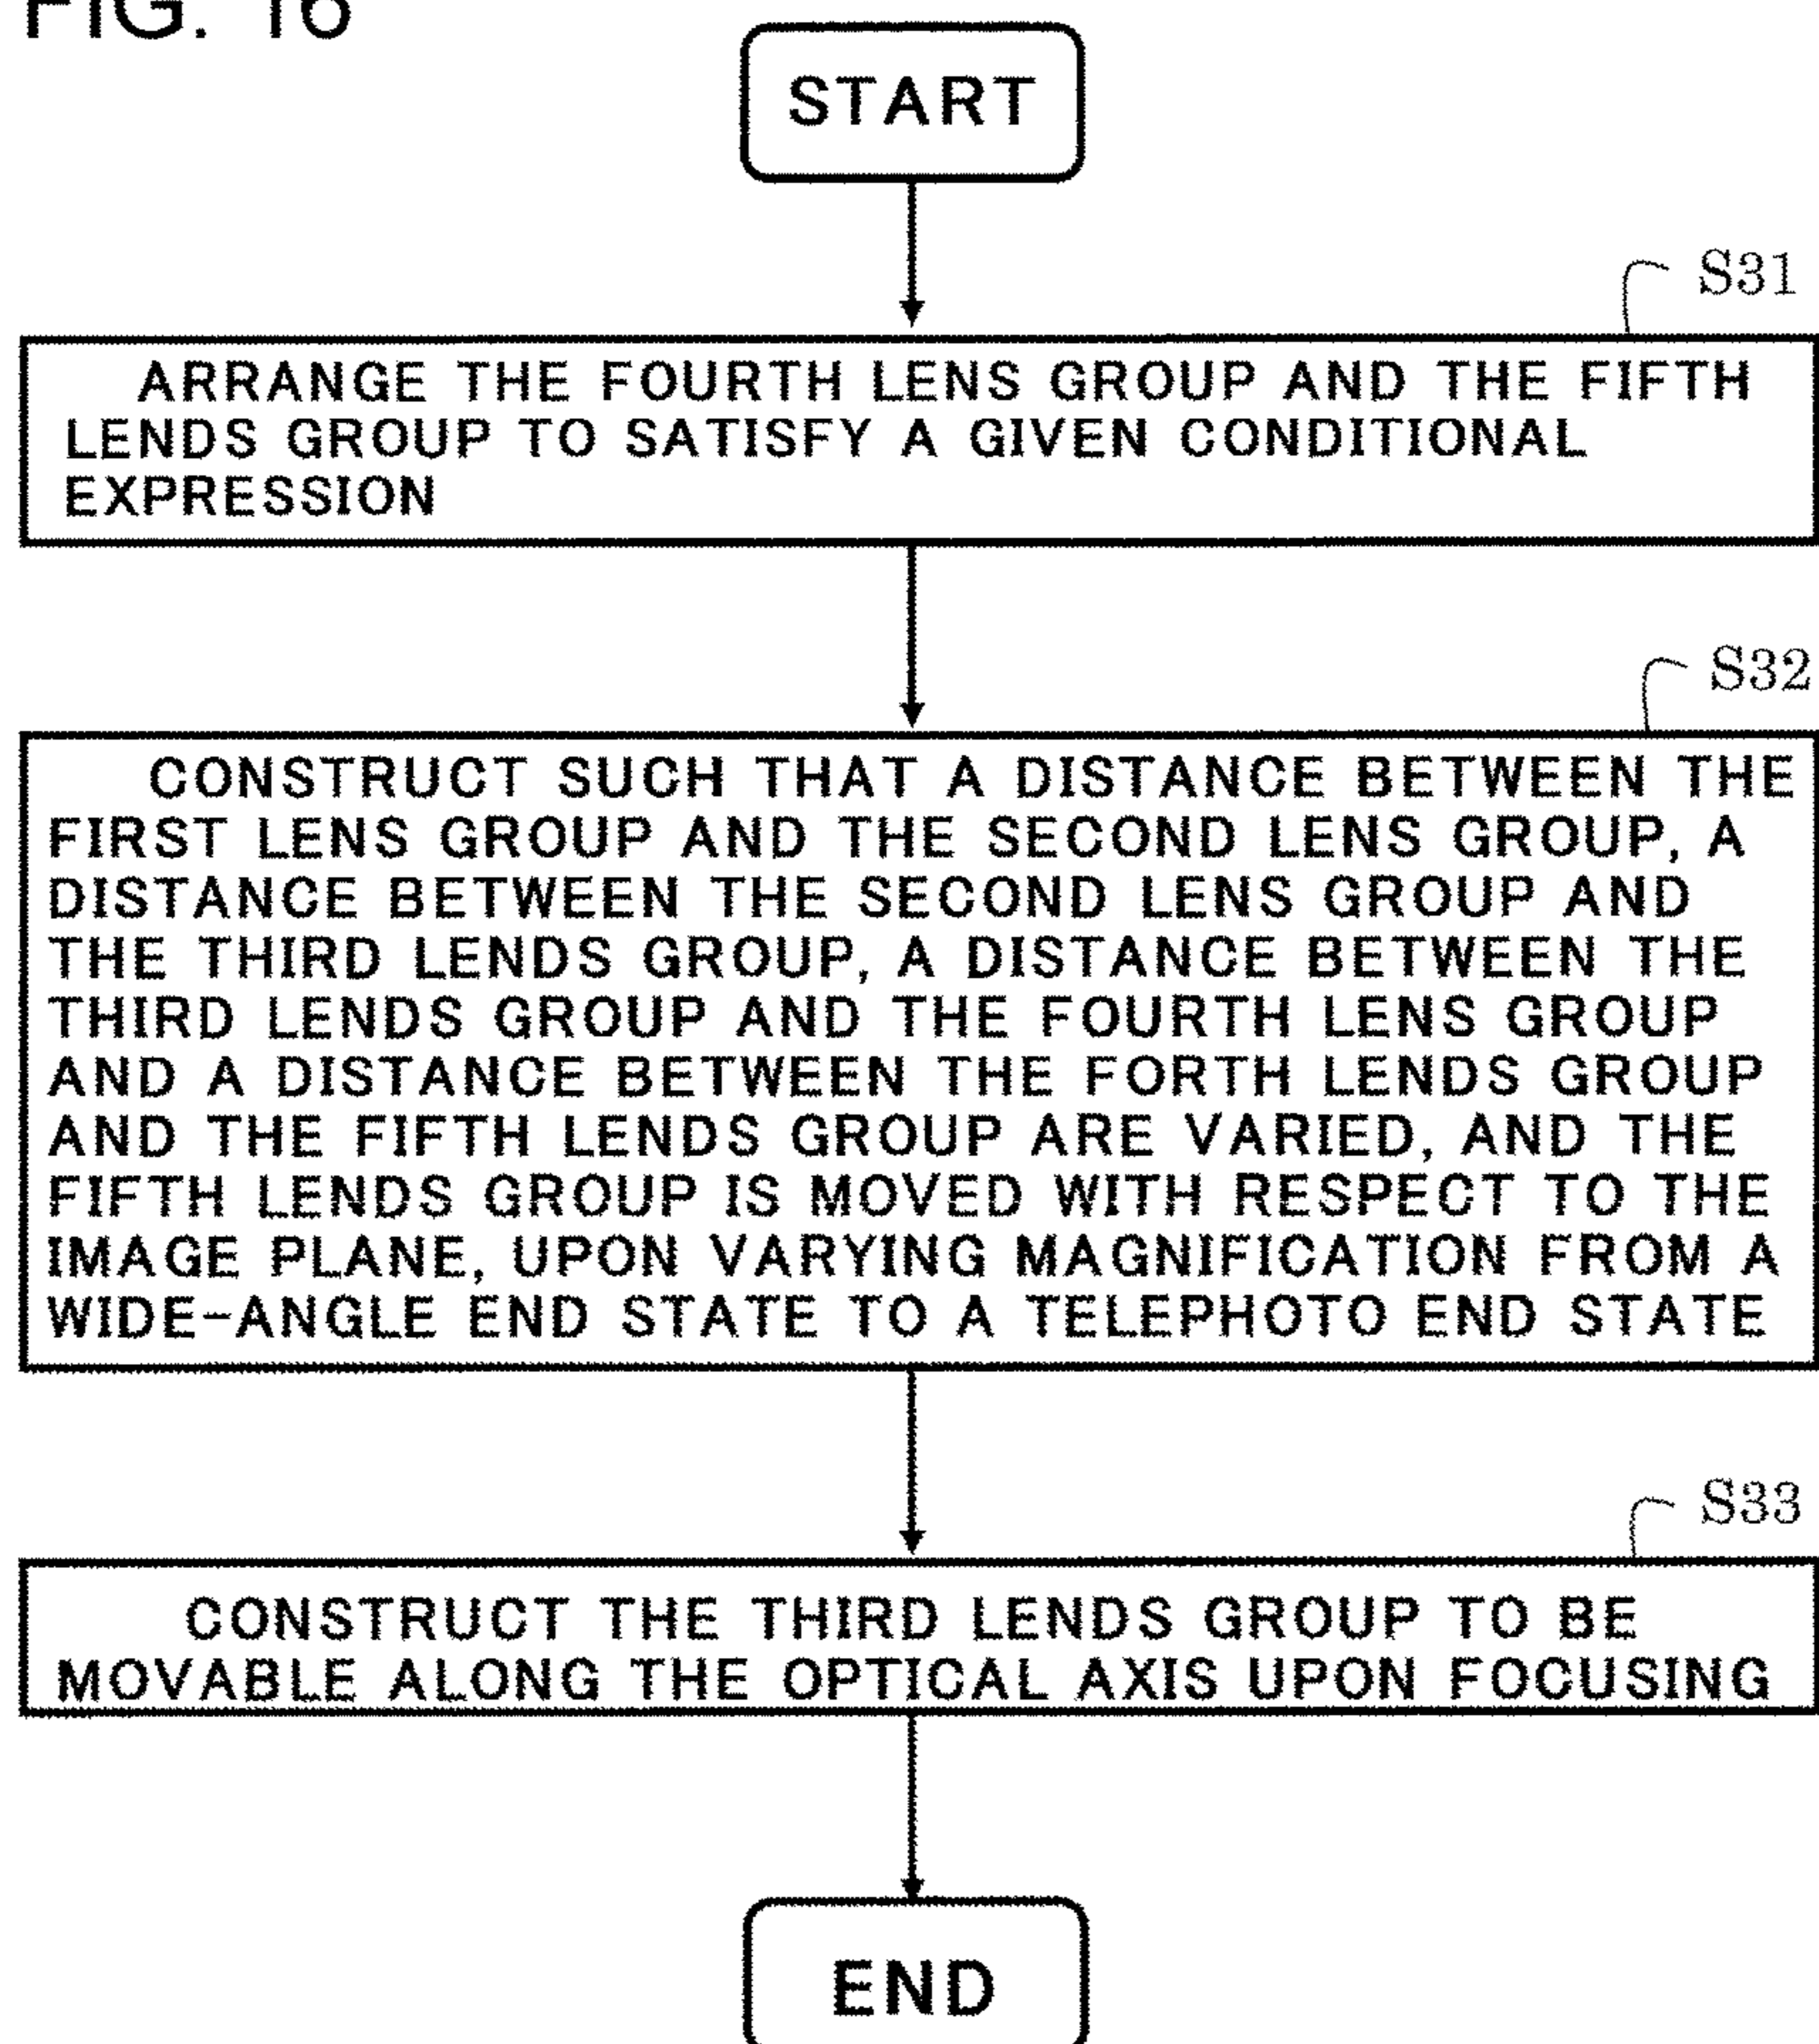 FIG. 16
START
S31
ARRANGE THE FOURTH LENS GROUP AND THE FIFTH
LENDS GROUP TO SATISFY A GIVEN CONDITIONAL
EXPRESSION
S32
CONSTRUCT SUCH THAT A DISTANCE BETWEEN THE
FIRST LENS GROUP AND THE SECOND LENS GROUP, A
DISTANCE BETWEEN THE SECOND LENS GROUP AND
THE THIRD LENDS GROUP, A DISTANCE BETWEEN THE
THIRD LENDS GROUP AND THE FOURTH LENS GROUP
AND A DISTANCE BETWEEN THE FORTH LENDS GROUP
AND THE FIFTH LENDS GROUP ARE VARIED, AND THE
FIFTH LENDS GROUP IS MOVED WITH RESPECT TO THE
IMAGE PLANE, UPON VARYING MAGNIFICATION FROM A
WIDE-ANGLE END STATE TO A TELEPHOTO END STATE
S33
CONSTRUCT THE THIRD LENDS GROUP TO BE
MOVABLE ALONG THE OPTICAL AXIS UPON FOCUSING
END